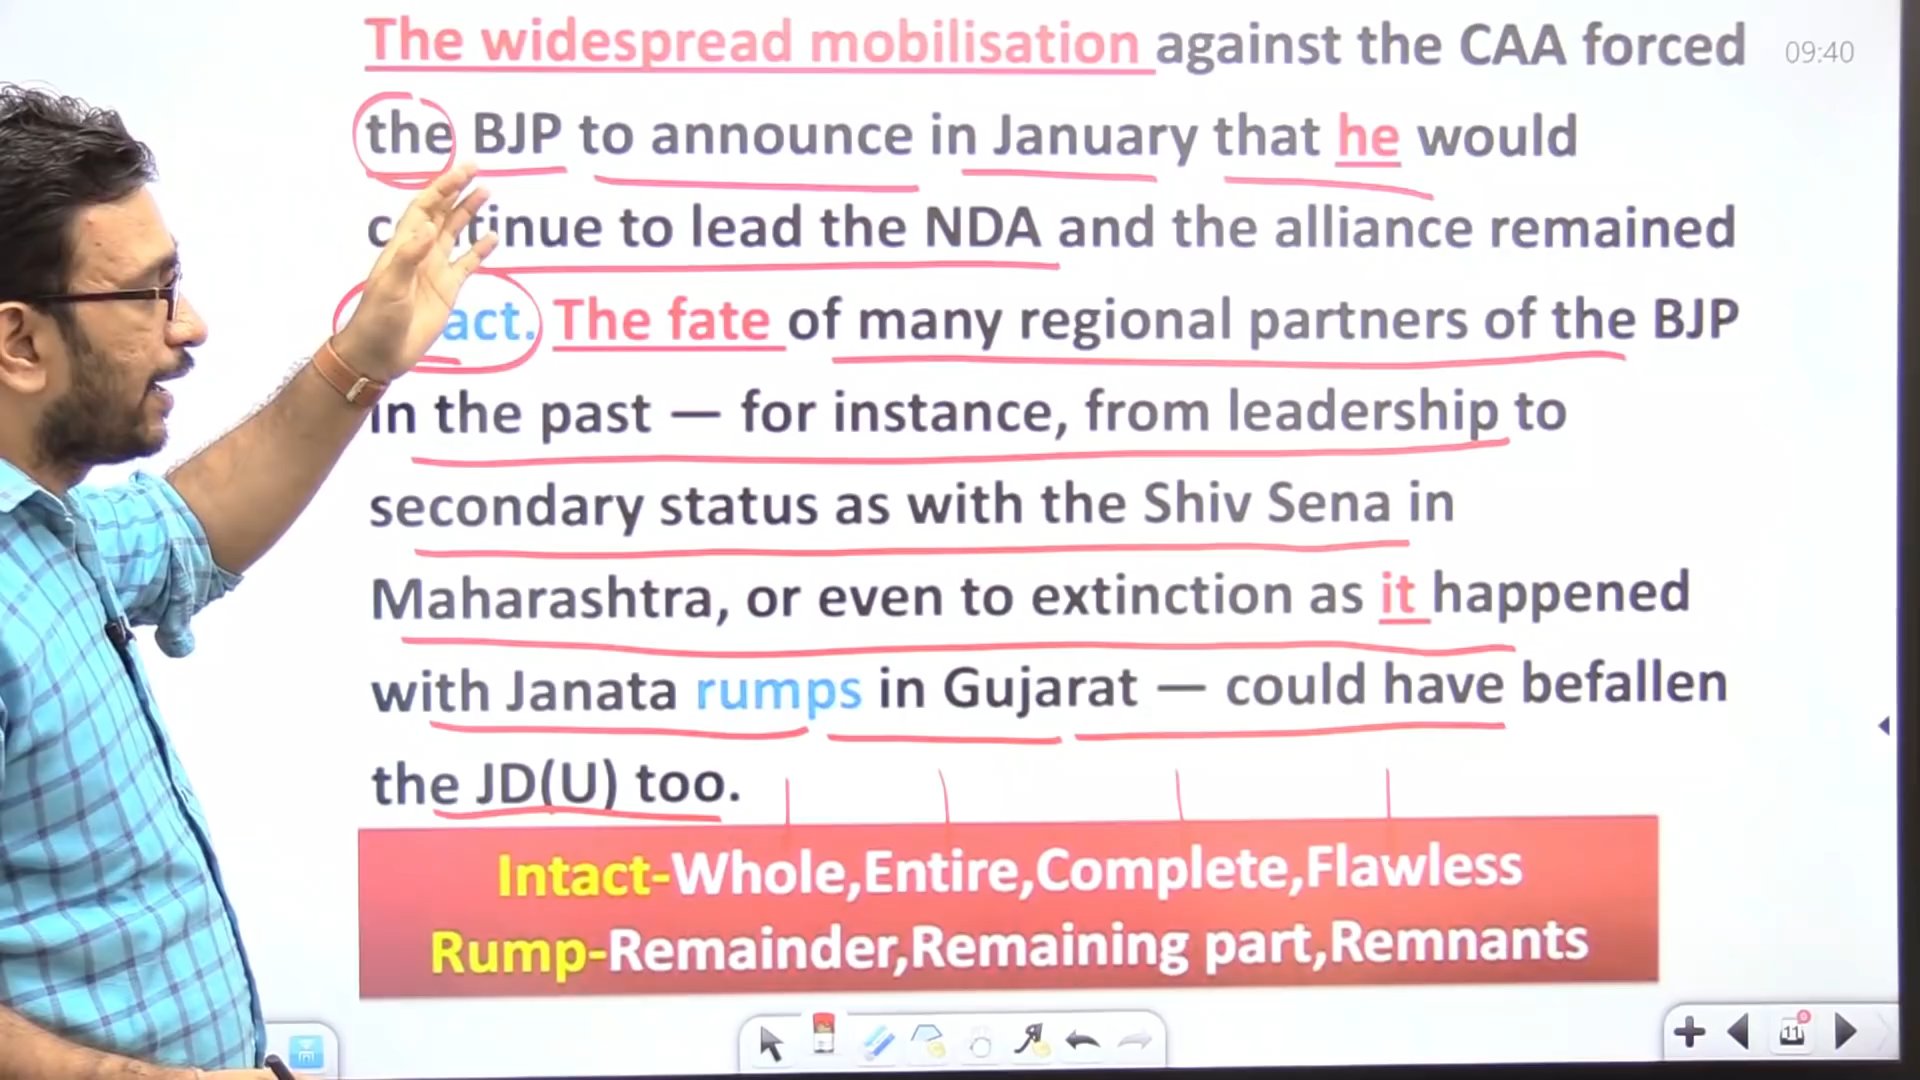 The widespread mobilisation against the CAA forced
09:40
the BJP to announce in January that he would
continue to lead the NDA and the alliance remained
act. The fate of many regional partners of the BJP
in the past — for instance, from leadership to
secondary status as with the Shiv Sena in
Maharashtra, or even to extinction as it happened
with Janata rumps in Gujarat — could have befallen
the JD(U) too.
Intact-Whole,Entire,Complete,Flawless
Rump-Remainder,Remaining part,Remnants
11